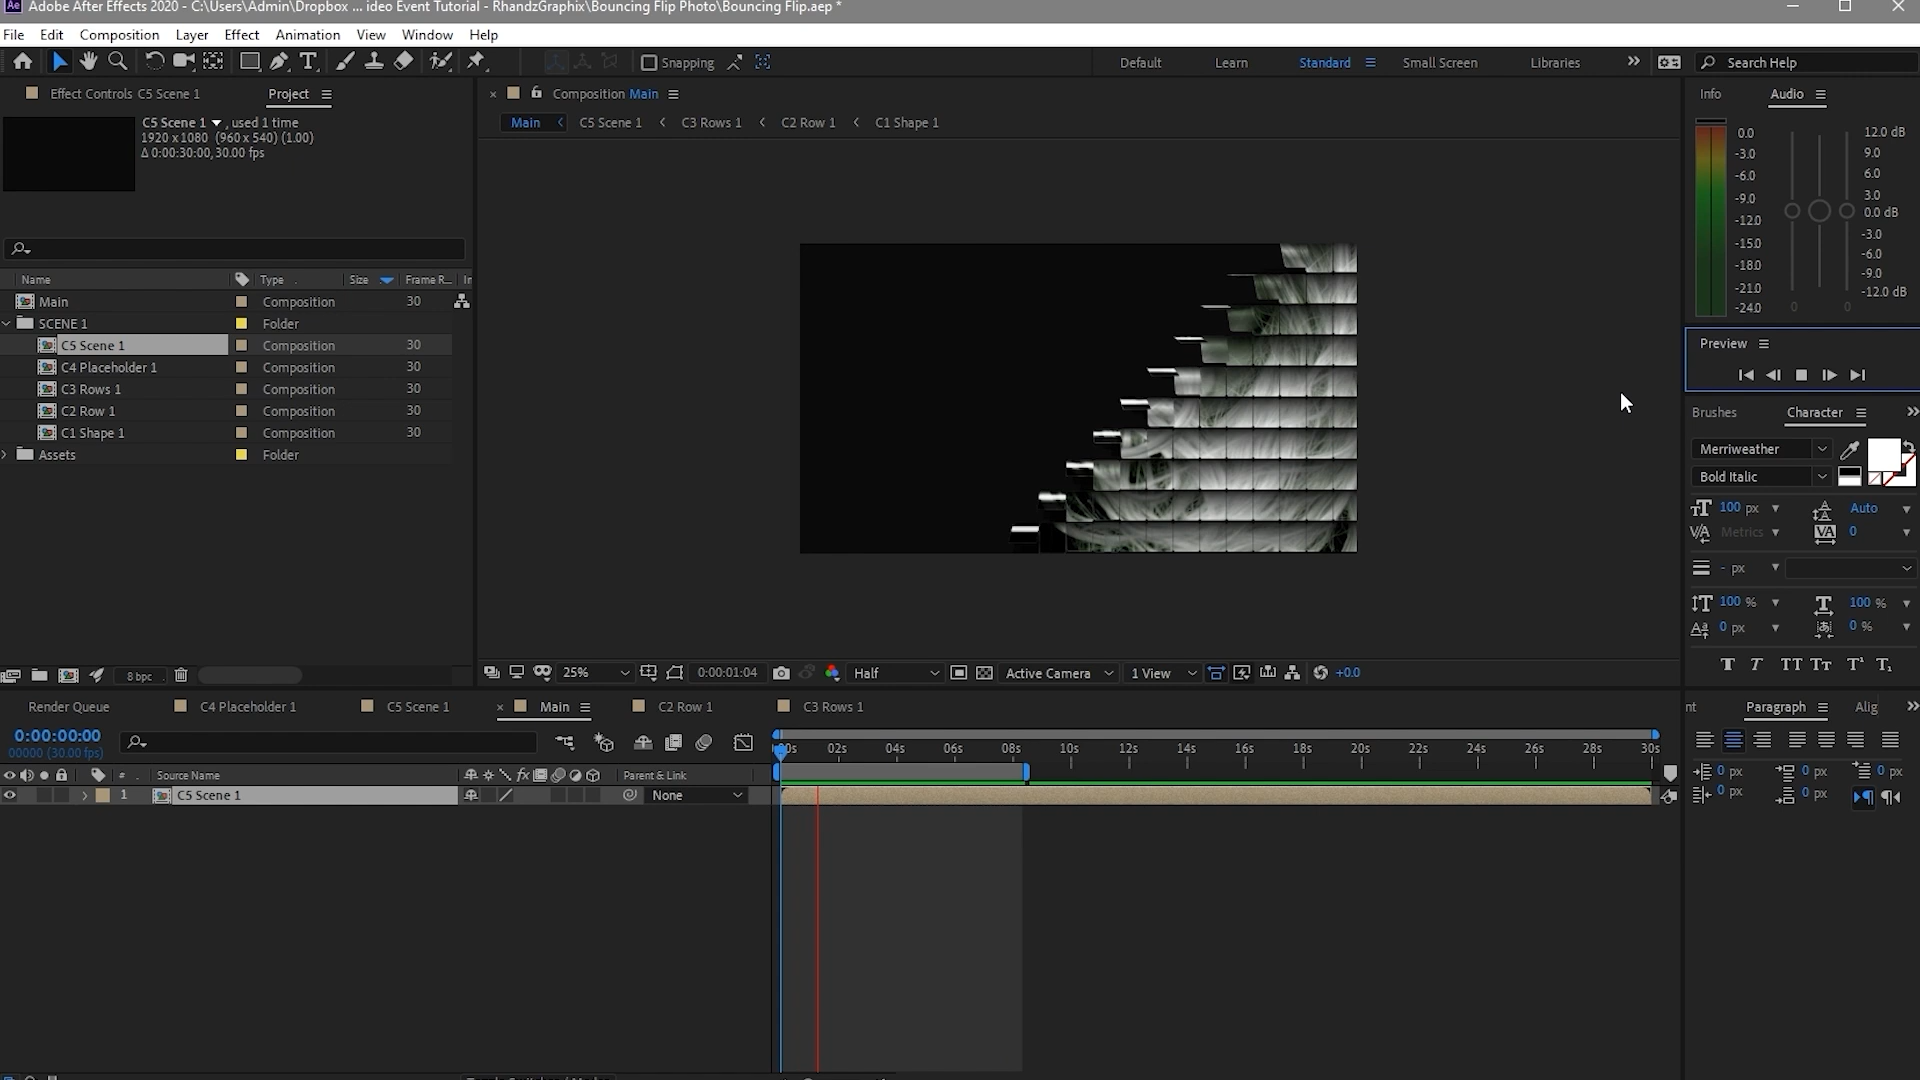 Adobe After Effects 2020 - C:\Users\Admin\Dropbox ... ideo Event Tutorial - RhandzGraphix\Bouncing Flip Photo\Bouncing Flip.aep *
File Edit Composition Layer Effect Animation View Window Help
Snapping Default Learn Standard Small Screen Libraries Search Help
Effect Controls C5 Scene 1 Project
Composition Main
Info Audio
C5 Scene 1 , used 1 time
1920 x 1080 (960 x 540) (1.00)
Δ 0:00:30:00, 30.00 fps
Main C5 Scene 1 C3 Rows 1 C2 Row 1 C1 Shape 1
0.0 12.0 dB
-3.0 9.0
-6.0 6.0
-9.0 3.0
-12.0 0.0 dB
-15.0 -3.0
-18.0 -6.0
-21.0 -9.0
-24.0 0 0 -12.0 dB
Name Type Size Frame R... In
Main Composition 30
SCENE 1 Folder
C5 Scene 1 Composition 30
C4 Placeholder 1 Composition 30
C3 Rows 1 Composition 30
C2 Row 1 Composition 30
C1 Shape 1 Composition 30
Assets Folder
Preview
Brushes Character
Merriweather
Bold Italic
100 px Auto
Metrics 0
- px
100 % 100 %
0 px 0 %
8 bpc
25% 0:00:01:04 Half Active Camera 1 View +0.0
Render Queue C4 Placeholder 1 C5 Scene 1 Main C2 Row 1 C3 Rows 1
nt Paragraph Alig
0:00:00:00
00000 (30.00 fps)
02s 04s 06s 08s 10s 12s 14s 16s 18s 20s 22s 24s 26s 28s 30s
# Source Name Parent & Link
1 C5 Scene 1 None
0 px 0 px 0 px
0 px 0 px